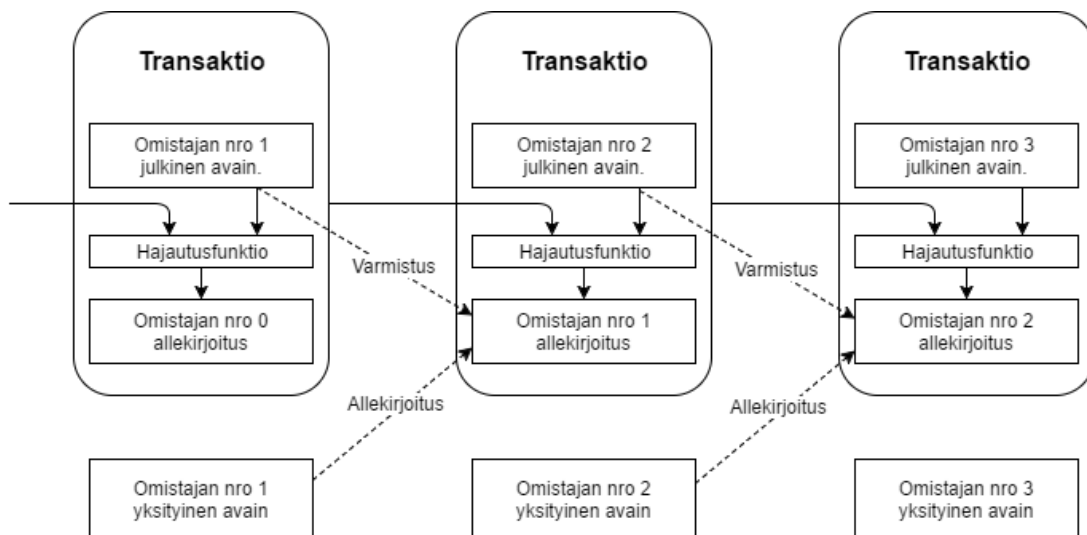 Transaktio
Omistajan nro 1
julkinen avain.
Hajautusfunktio
Omistajan nro 0
allekirjoitus
Transaktio
Omistajan nro 2
julkinen avain.
Hajautusfunktio
Omistajan nro 1
allekirjoitus
Transaktio
Omistajan nro 3
julkinen avain.
Hajautusfunktio
Omistajan nro 2
allekirjoitus
Varmistus
Varmistus
Allekirjoitus
Allekirjoitus
Omistajan nro 1
yksityinen avain
Omistajan nro 2
yksityinen avain
Omistajan nro 3
yksityinen avain